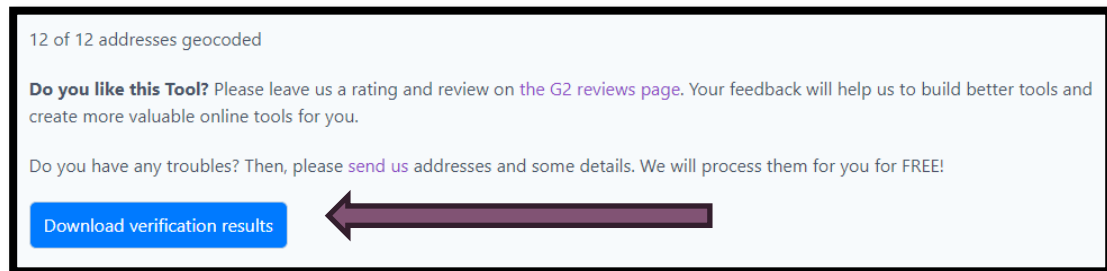 12 of 12 addresses geocoded
Do you like this Tool? Please leave us a rating and review on the G2 reviews page. Your feedback will help us to build better tools and
create more valuable online tools for you.
Do you have any troubles? Then, please send us addresses and some details. We will process them for you for FREE!
Download verification results